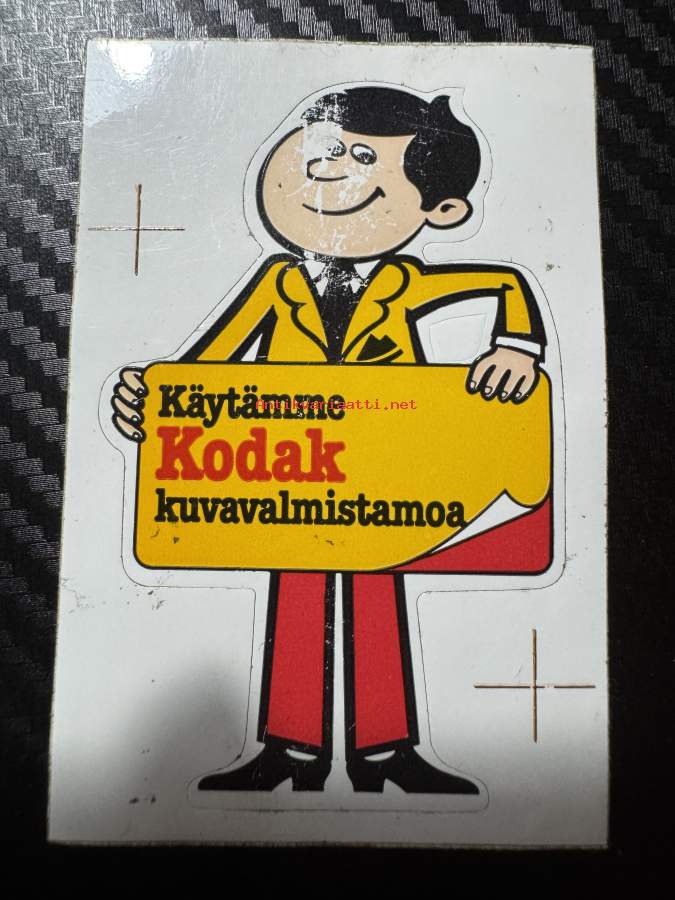 Käytämme
Antikvariaatti.net
Kodak
kuvavalmistamoa